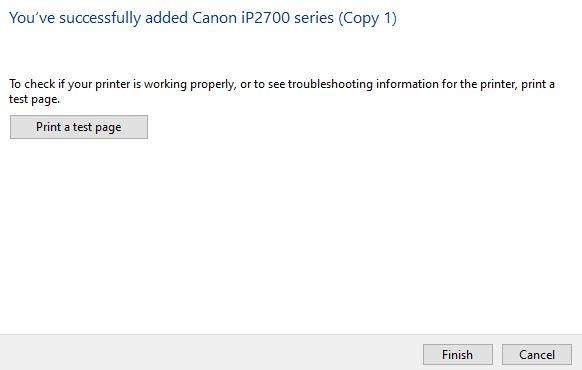 You've successfully added Canon iP2700 series (Copy 1)
To check if your printer is working properly, or to see troubleshooting information for the printer, print a
test page.
Print a test page
Finish
Cancel